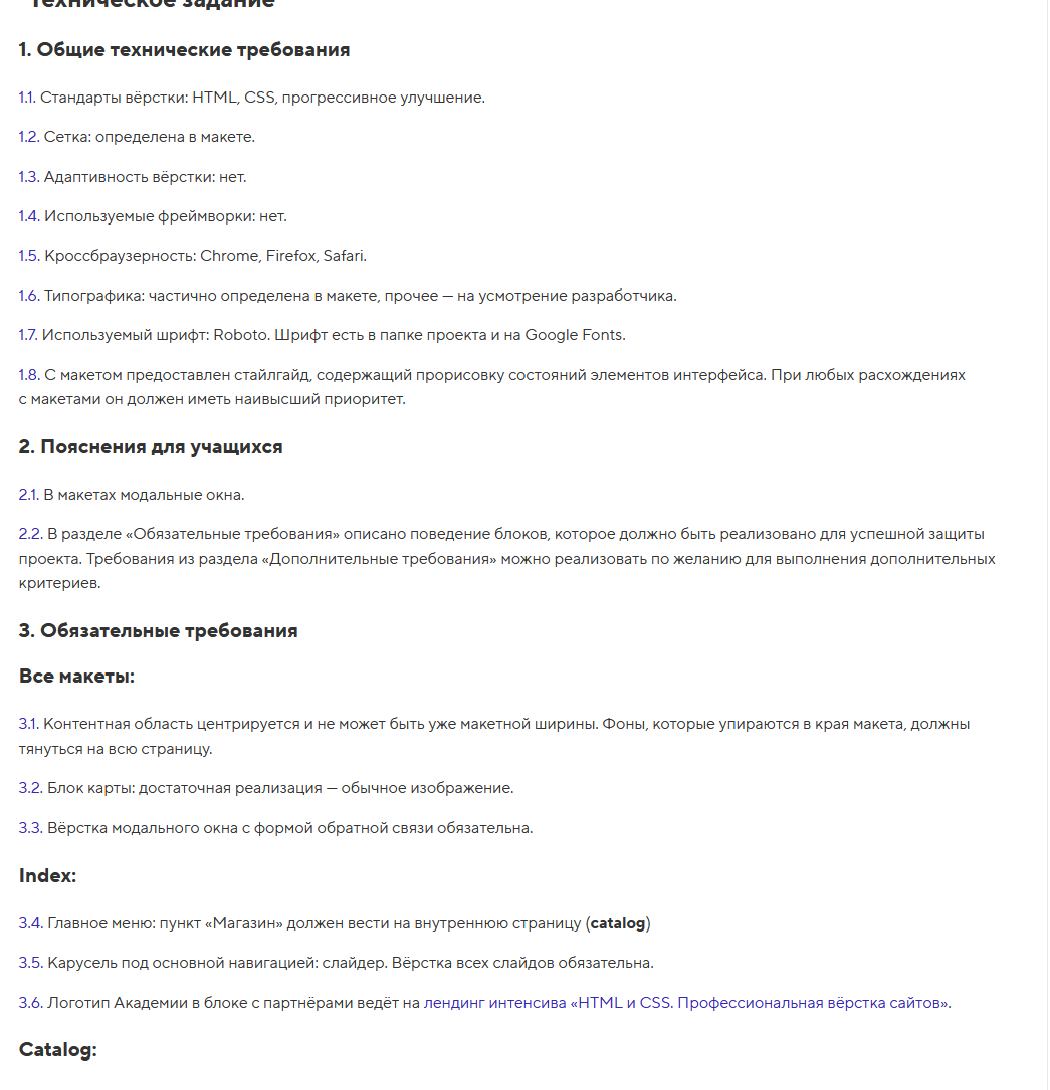 Техническое задание
1. Общие технические требования
1.1. Стандарты вёрстки: HTML, CSS, прогрессивное улучшение.
1.2. Сетка: определена в макете.
1.3. Адаптивность вёрстки: нет.
1.4. Используемые фреймворки: нет.
1.5. Кроссбраузерность: Chrome, Firefox, Safari.
1.6. Типографика: частично определена в макете, прочее — на усмотрение разработчика.
1.7. Используемый шрифт: Roboto. Шрифт есть в папке проекта и на Google Fonts.
1.8. С макетом предоставлен стайлгайд, содержащий прорисовку состояний элементов интерфейса. При любых расхождениях
с макетами он должен иметь наивысший приоритет.
2. Пояснения для учащихся
2.1. В макетах модальные окна.
2.2. В разделе «Обязательные требования» описано поведение блоков, которое должно быть реализовано для успешной защиты
проекта. Требования из раздела «Дополнительные требования» можно реализовать по желанию для выполнения дополнительных
критериев.
3. Обязательные требования
Все макеты:
3.1. Контентная область центрируется и не может быть уже макетной ширины. Фоны, которые упираются в края макета, должны
тянуться на всю страницу.
3.2. Блок карты: достаточная реализация — обычное изображение.
3.3. Вёрстка модального окна с формой обратной связи обязательна.
Index:
3.4. Главное меню: пункт «Магазин» должен вести на внутреннюю страницу (catalog)
3.5. Карусель под основной навигацией: слайдер. Вёрстка всех слайдов обязательна.
3.6. Логотип Академии в блоке с партнёрами ведёт на лендинг интенсива «HTML и CSS. Профессиональная вёрстка сайтов».
Catalog: